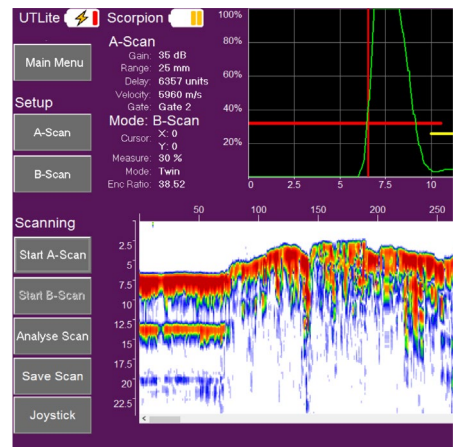 UTLite
Scorpion
Main Menu
A-Scan
Gain: 35 dB
Range: 25 mm
Delay: 6357 units
Velocity: 5960 m/s
Gate: Gate 2
Mode: B-Scan
Cursor: X: 0
Y: 0
Measure: 30 %
Mode: Twin
Enc Ratio: 38.52
Setup
A-Scan
B-Scan
100%
80%
60%
40%
20%
0 2.5 5 7.5 10
Scanning
Start A-Scan
Start B-Scan
Analyse Scan
Save Scan
Joystick
50 100 150 200 250
2.5
5
7.5
10
12.5
15
17.5
20
22.5
<